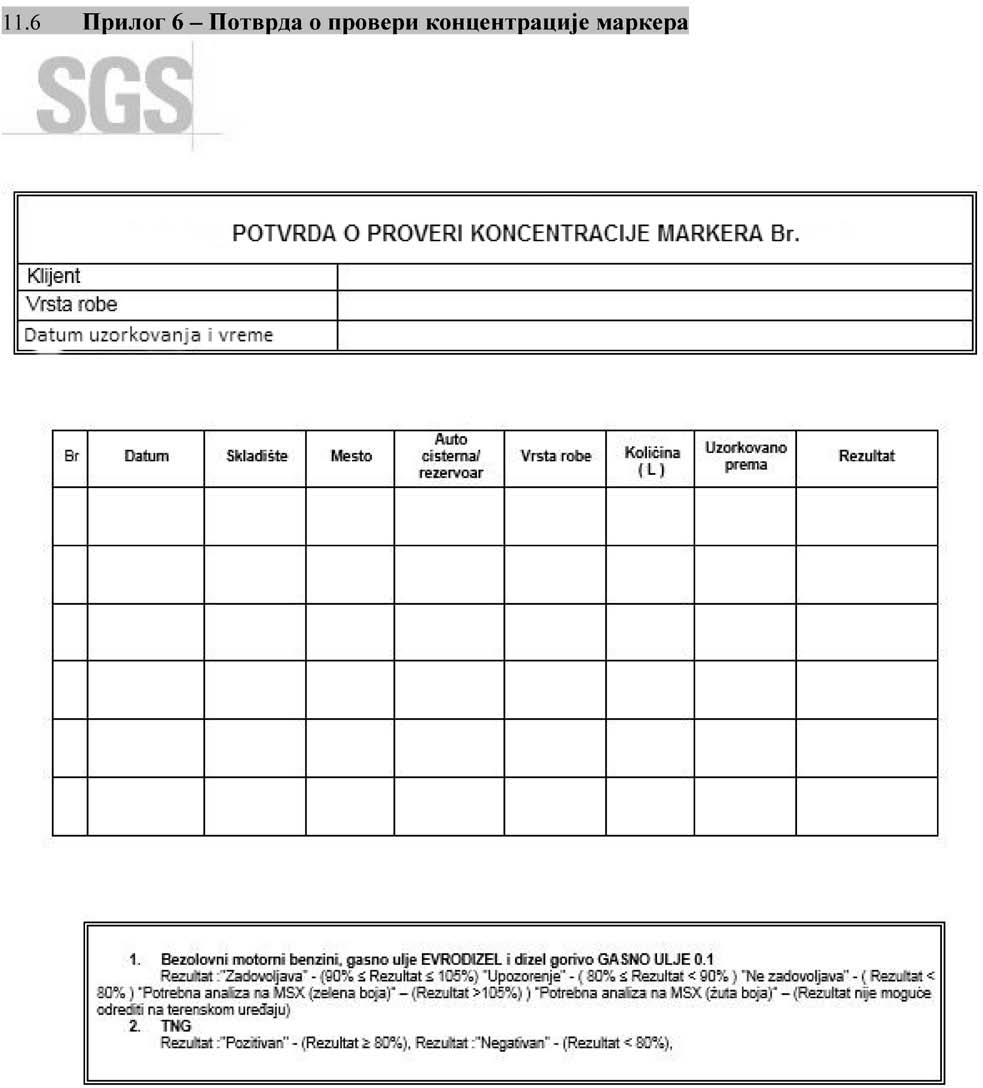 11.6 Прилог 6 – Потврда о провери концентрације маркера
SGS
POTVRDA O PROVERI KONCENTRACIJE MARKERA Br.
Klijent
Vrsta robe
Datum uzorkovanja i vreme
Br Datum Skladište Mesto Auto cisterna/ rezervoar Vrsta robe Količina ( L ) Uzorkovano prema Rezultat
1. Bezolovni motorni benzini, gasno ulje EVRODIZEL i dizel gorivo GASNO ULJE 0.1
Rezultat :"Zadovoljava" - (90% ≤ Rezultat ≤ 105%) "Upozorenje" - ( 80% ≤ Rezultat < 90% ) "Ne zadovoljava" - ( Rezultat <
80% ) "Potrebna analiza na MSX (zelena boja)" – (Rezultat >105%) ) "Potrebna analiza na MSX (žuta boja)" – (Rezultat nije moguće
odrediti na terenskom uređaju)
2. TNG
Rezultat :"Pozitivan" - (Rezultat ≥ 80%), Rezultat :"Negativan" - (Rezultat < 80%),